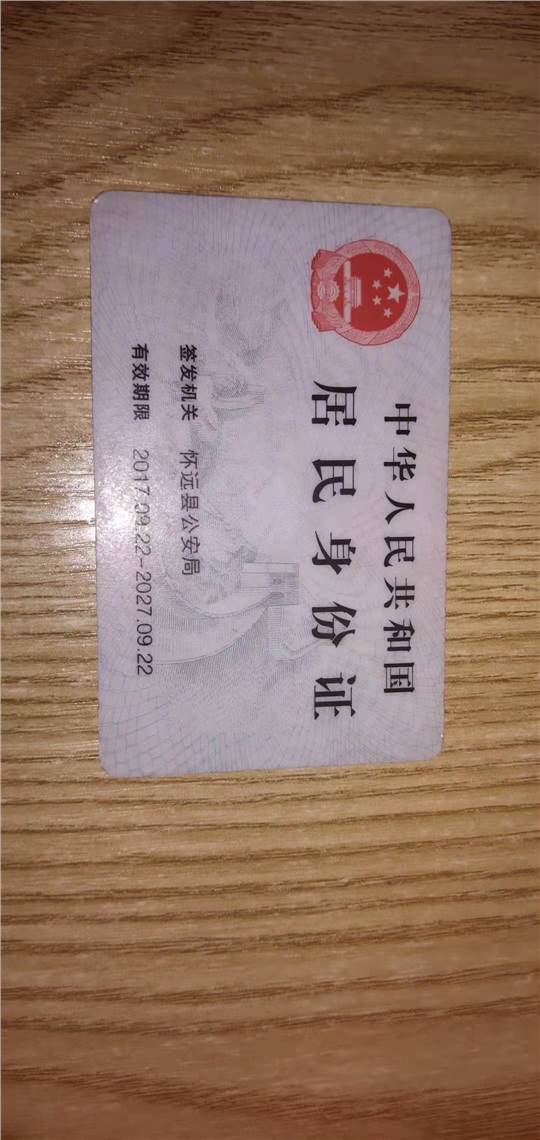 中华人民共和国
居民身份证
签发机关 怀远县公安局
有效期限 2017.09.22-2027.09.22